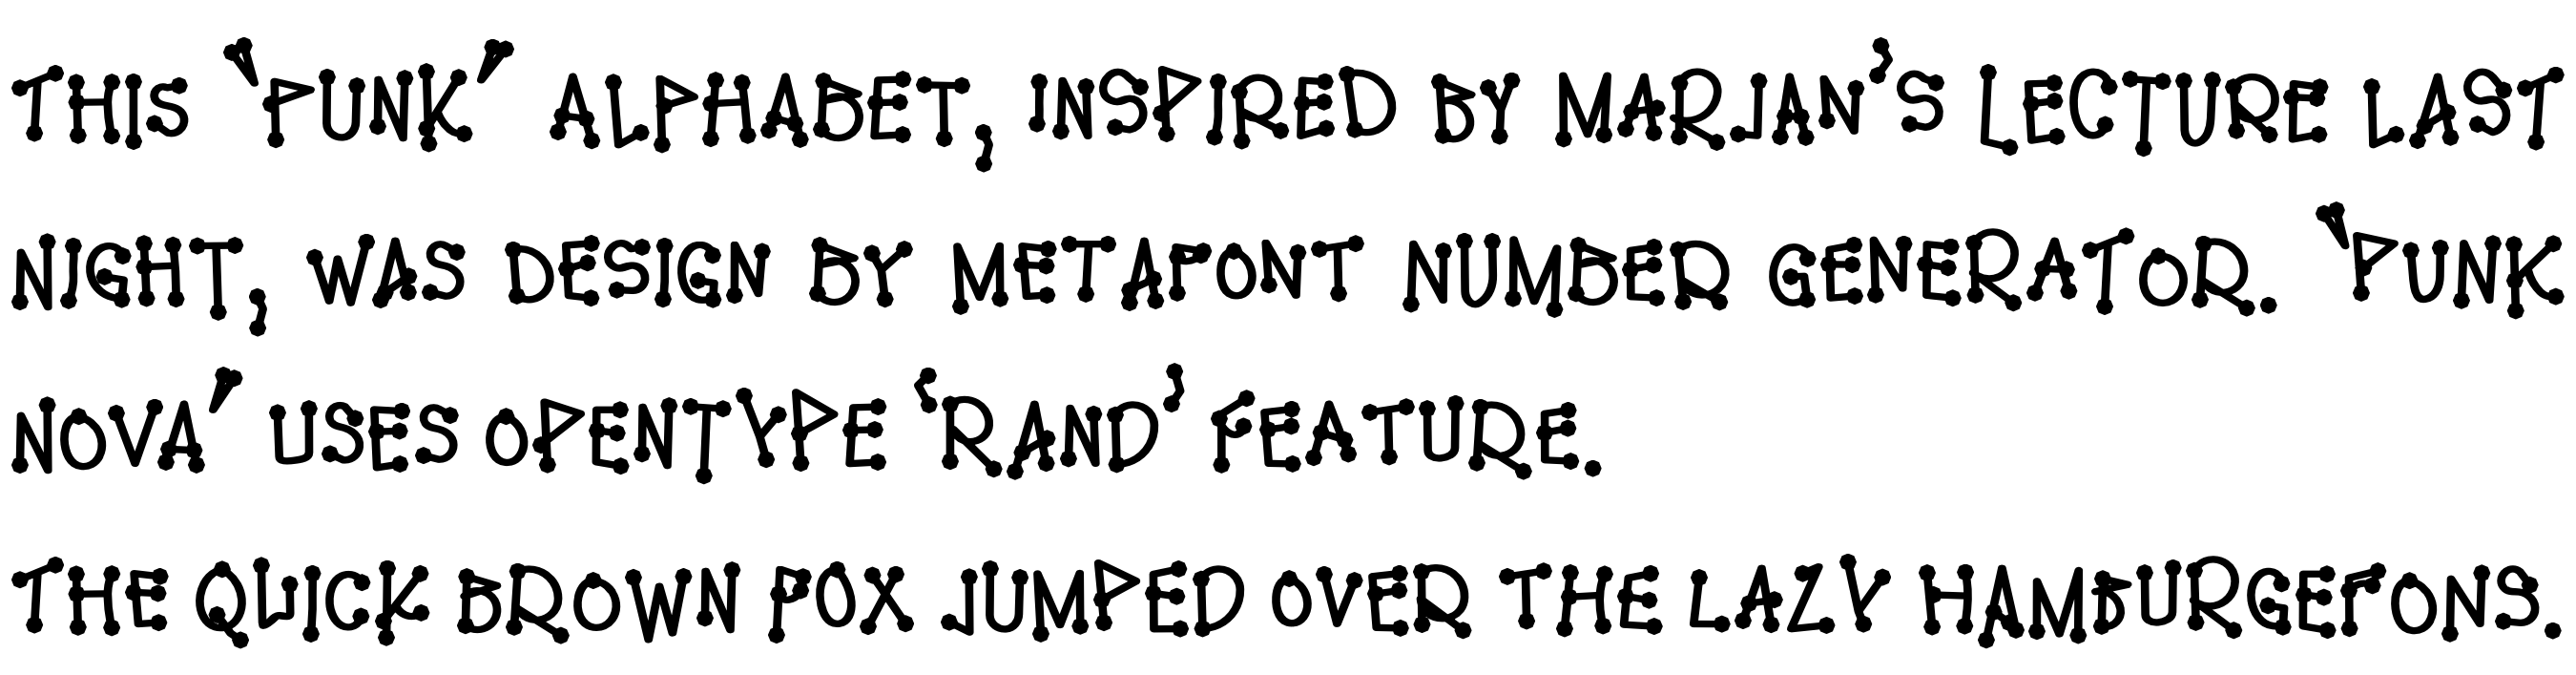 THIS “PUNK” ALPHABET, INSPIRED BY MARJAN’S LECTURE LAST
NIGHT, WAS DESIGN BY METAFONT NUMBER GENERATOR. “PUNK
NOVA” USES OPENTYPE ‘RAND’ FEATURE.
THE QUICK BROWN FOX JUMPED OVER THE LAZY HAMBURGEFONS.